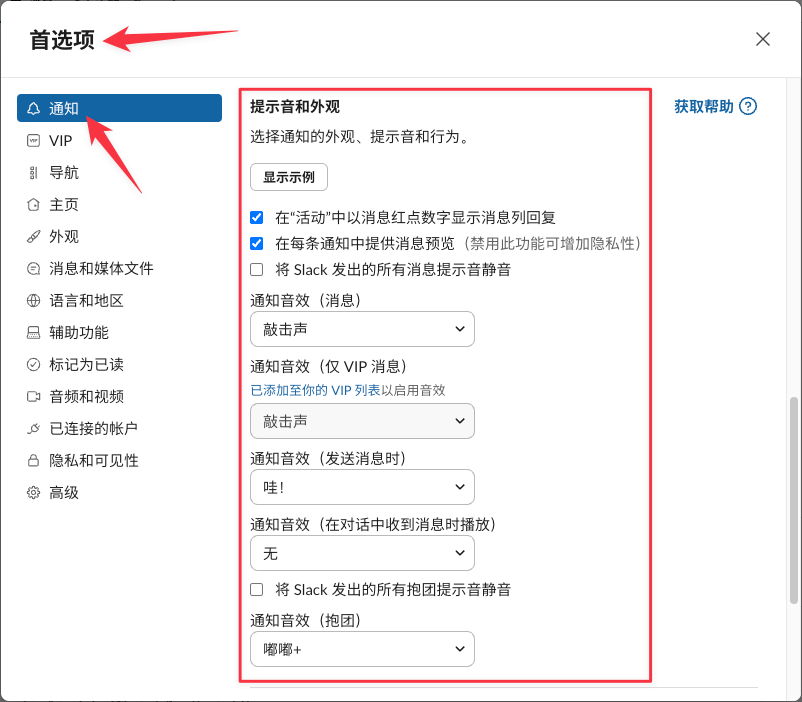 首选项
通知
VIP
导航
主页
外观
消息和媒体文件
语言和地区
辅助功能
标记为已读
音频和视频
已连接的帐户
隐私和可见性
高级
提示音和外观
选择通知的外观、提示音和行为。
显示示例
在“活动”中以消息红点数字显示消息列回复
在每条通知中提供消息预览（禁用此功能可增加隐私性）
将 Slack 发出的所有消息提示音静音
通知音效（消息）
敲击声
通知音效（仅 VIP 消息）
已添加至你的 VIP 列表以启用音效
敲击声
通知音效（发送消息时）
哇！
通知音效（在对话中收到消息时播放）
无
将 Slack 发出的所有抱团提示音静音
通知音效（抱团）
嘟嘟+
获取帮助